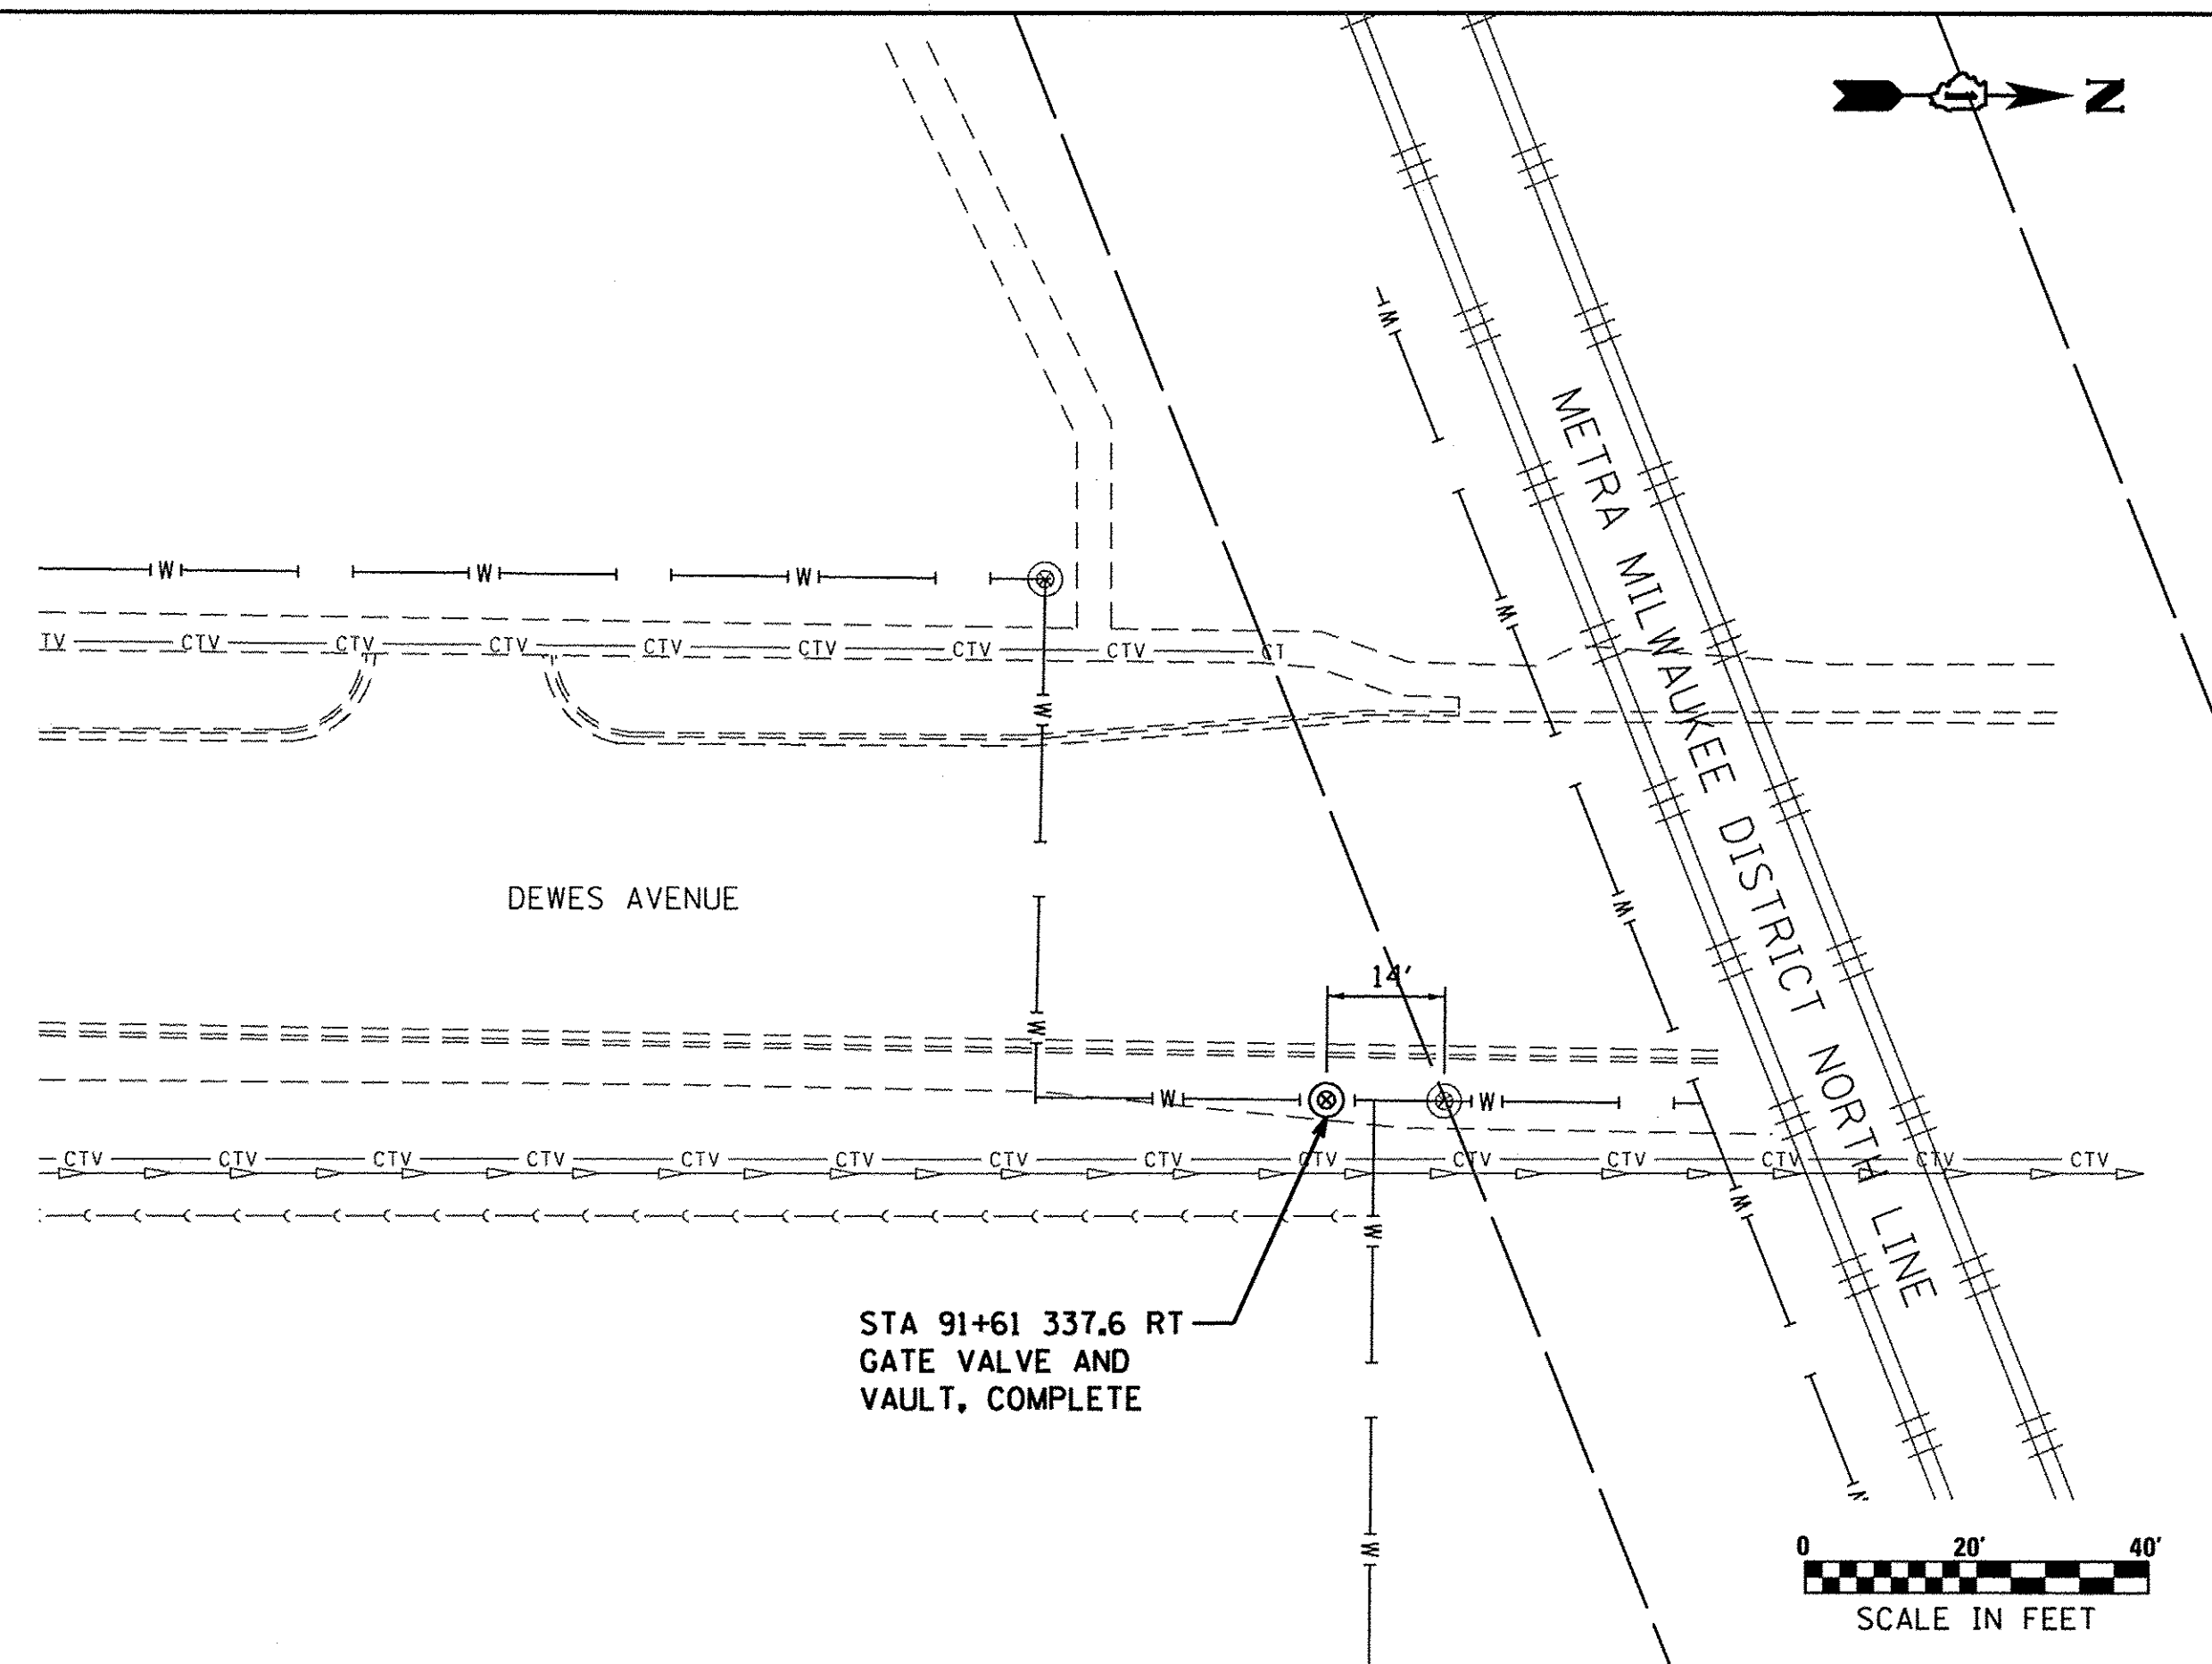 N
W W W
TV CTV CTV CTV CTV CTV CTV CTV CT
W
W
W
W
METRA MILWAUKEE DISTRICT NORTH LINE
DEWES AVENUE
14'
W
W W
CTV CTV CTV CTV CTV CTV CTV CTV CTV CTV CTV CTV CTV CTV
W
W
STA 91+61 337.6 RT
GATE VALVE AND
VAULT, COMPLETE
W
W
0 20' 40'
SCALE IN FEET